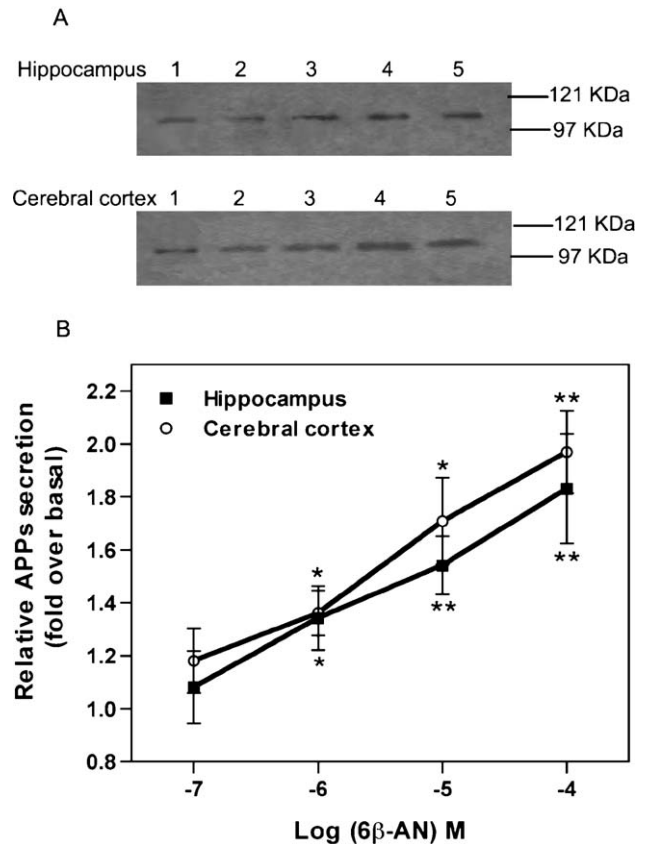 A
Hippocampus 1 2 3 4 5
121 KDa
97 KDa
Cerebral cortex 1 2 3 4 5
121 KDa
97 KDa
B
Relative APPs secretion
(fold over basal)
2.2
2.0
1.8
1.6
1.4
1.2
1.0
0.8
Hippocampus
Cerebral cortex
**
*
**
**
*
*
-7 -6 -5 -4
Log (6β-AN) M